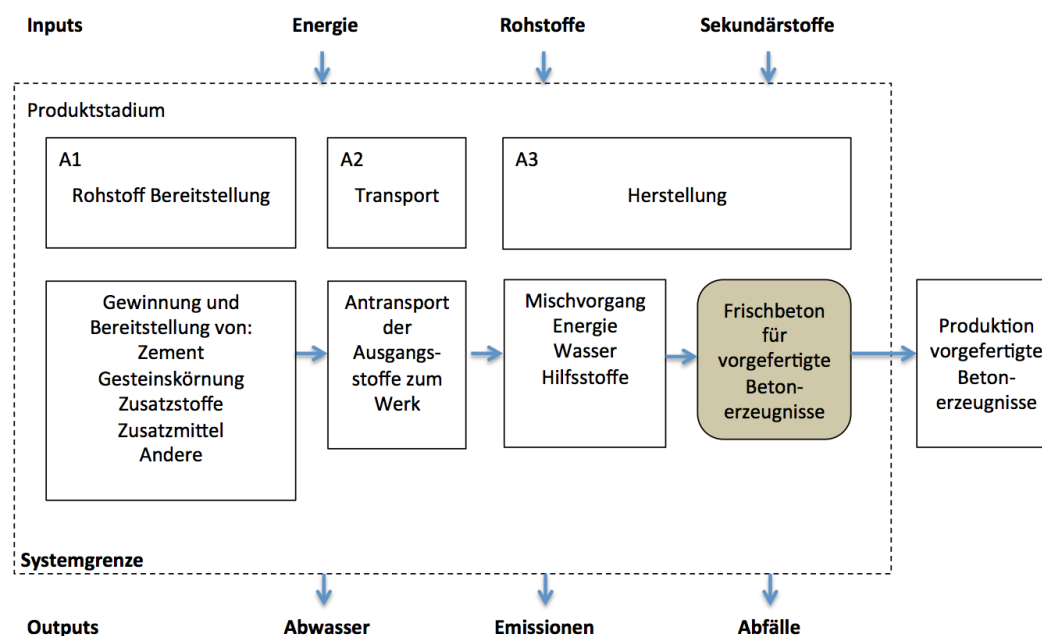 Inputs Energie Rohstoffe Sekundärstoffe
Produktstadium
A1
Rohstoff Bereitstellung
A2
Transport
A3
Herstellung
Gewinnung und
Bereitstellung von:
Zement
Gesteinskörnung
Zusatzstoffe
Zusatzmittel
Andere
Antransport
der
Ausgangs-
stoffe zum
Werk
Mischvorgang
Energie
Wasser
Hilfsstoffe
Frischbeton
für
vorgefertigte
Beton-
erzeugnisse
Produktion
vorgefertigte
Beton-
erzeugnisse
Systemgrenze
Outputs Abwasser Emissionen Abfälle